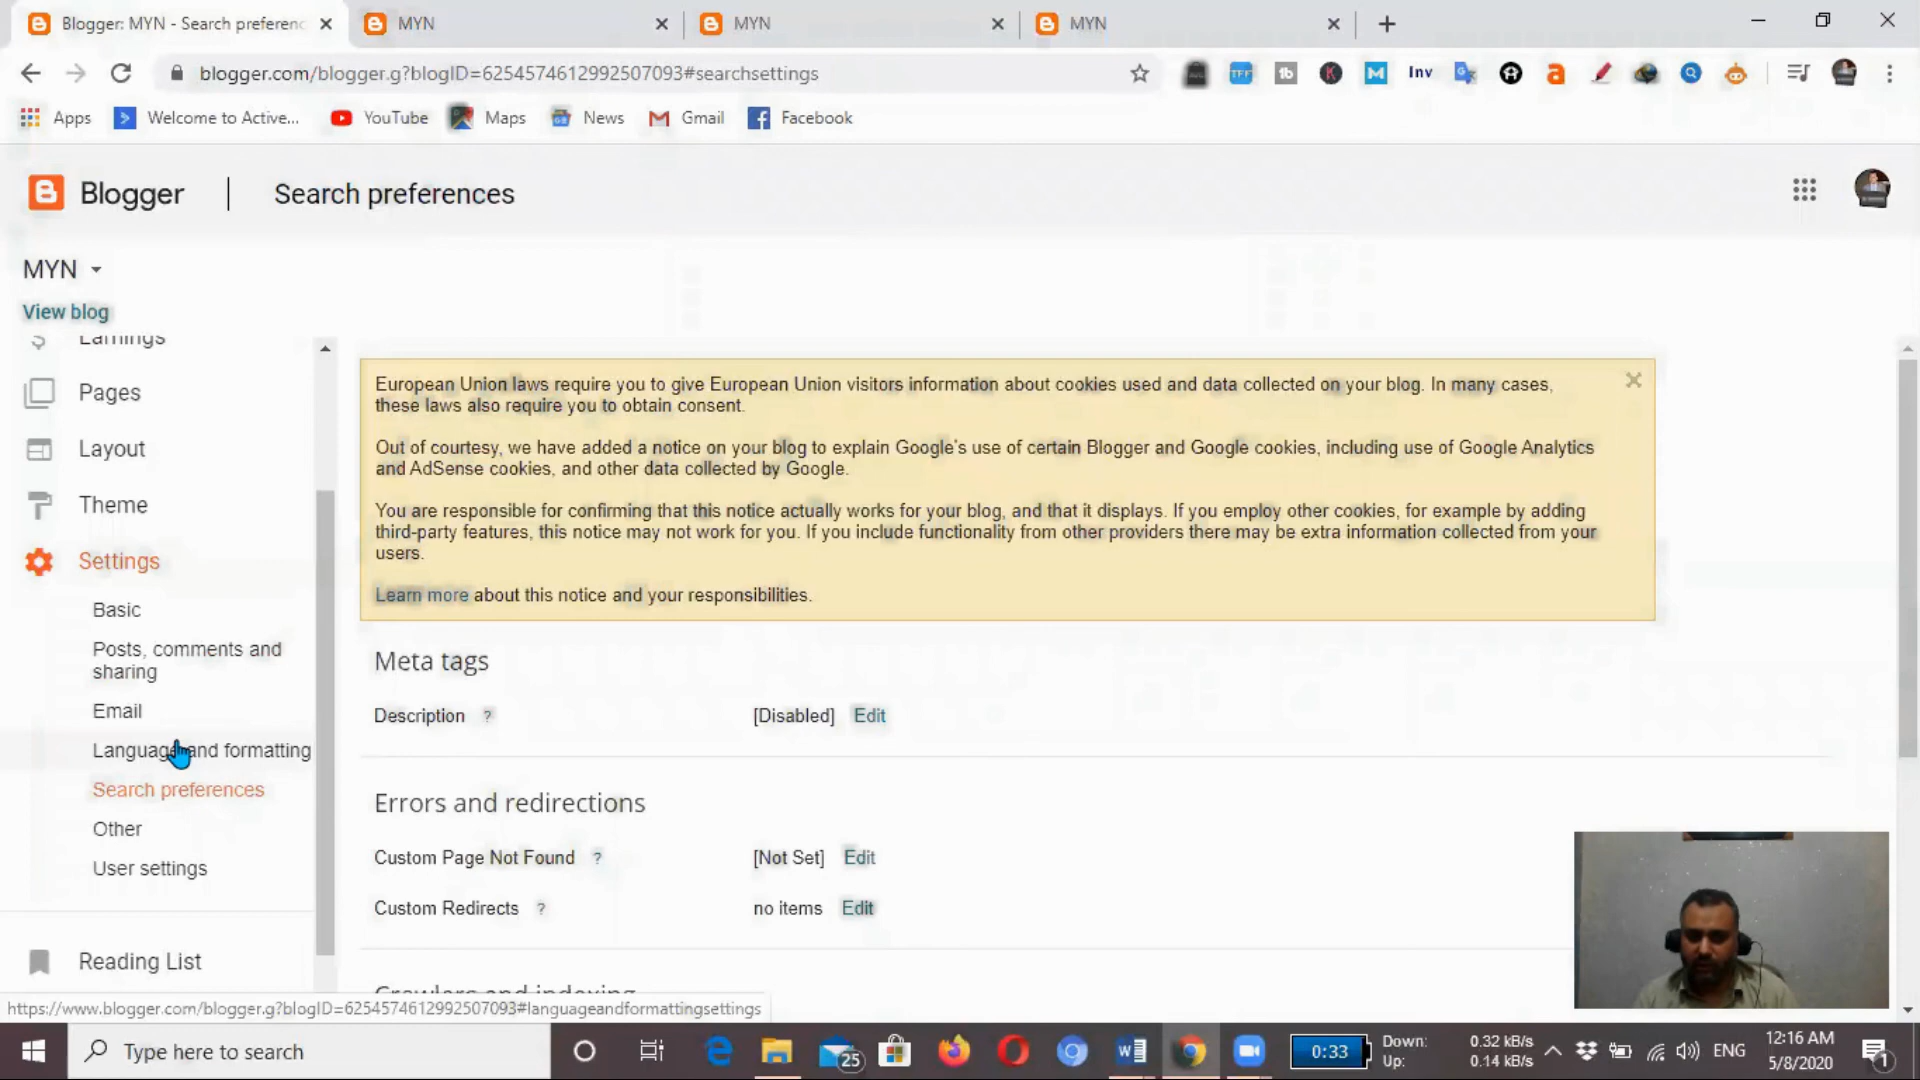 Blogger: MYN - Search preferenc
MYN
MYN
MYN
blogger.com/blogger.g?blogID=6254574612992507093#searchsettings
Inv
Apps
Welcome to Active...
YouTube
Maps
News
Gmail
Facebook
Blogger
Search preferences
MYN
View blog
Earnings
Pages
Layout
Theme
Settings
Basic
Posts, comments and
sharing
Email
Language and formatting
Search preferences
Other
User settings
Reading List
European Union laws require you to give European Union visitors information about cookies used and data collected on your blog. In many cases,
these laws also require you to obtain consent.
Out of courtesy, we have added a notice on your blog to explain Google's use of certain Blogger and Google cookies, including use of Google Analytics
and AdSense cookies, and other data collected by Google.
You are responsible for confirming that this notice actually works for your blog, and that it displays. If you employ other cookies, for example by adding
third-party features, this notice may not work for you. If you include functionality from other providers there may be extra information collected from your
users.
Learn more about this notice and your responsibilities.
Meta tags
Description ? [Disabled] Edit
Errors and redirections
Custom Page Not Found ? [Not Set] Edit
Custom Redirects ? no items Edit
Crawlers and indexing
https://www.blogger.com/blogger.g?blogID=6254574612992507093#languageandformattingsettings
Type here to search
25
0:33
Down: 0.32 kB/s
Up: 0.14 kB/s
ENG
12:16 AM
5/8/2020
1